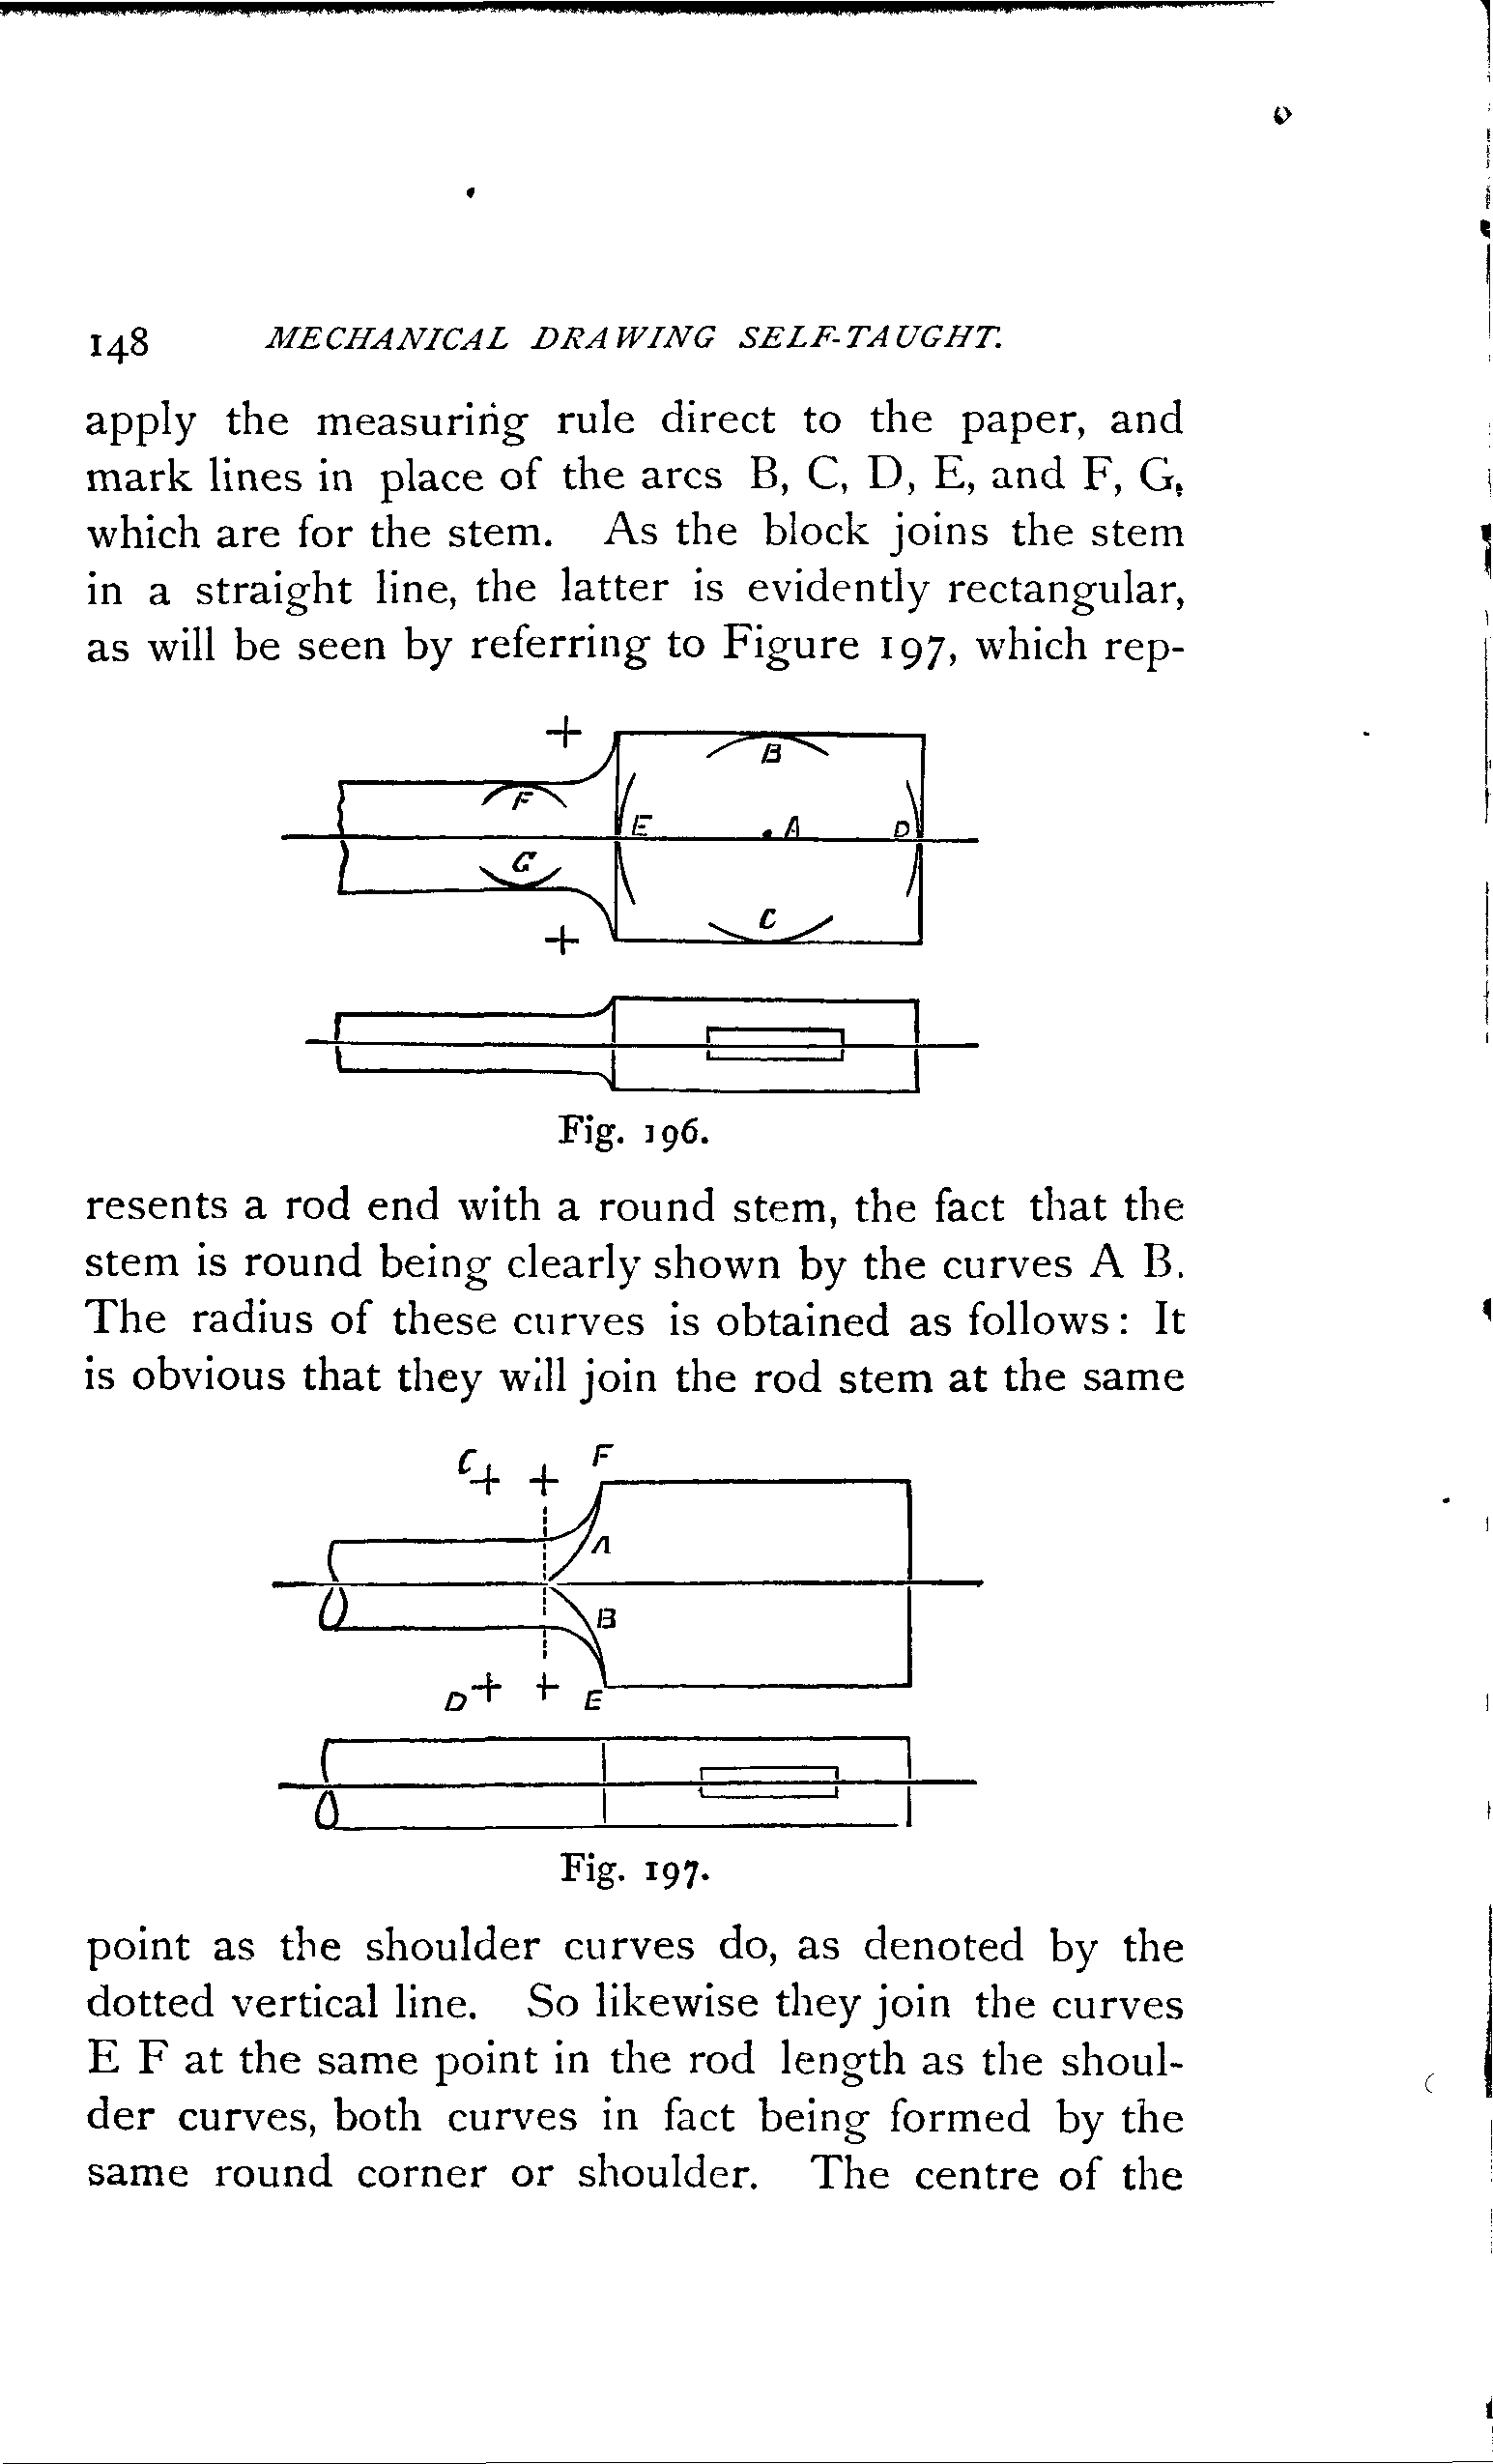 148 MECHANICAL DRAWING SELF-TAUGHT.
apply the measuring rule direct to the paper, and
mark lines in place of the arcs B, C, D, E, and F, G,
which are for the stem. As the block joins the stem
in a straight line, the latter is evidently rectangular,
as will be seen by referring to Figure 197, which rep-
B
F
E A D
G
C
Fig. 196.
resents a rod end with a round stem, the fact that the
stem is round being clearly shown by the curves A B.
The radius of these curves is obtained as follows: It
is obvious that they will join the rod stem at the same
C F
A
B
D E
Fig. 197.
point as the shoulder curves do, as denoted by the
dotted vertical line. So likewise they join the curves
E F at the same point in the rod length as the shoul-
der curves, both curves in fact being formed by the
same round corner or shoulder. The centre of the